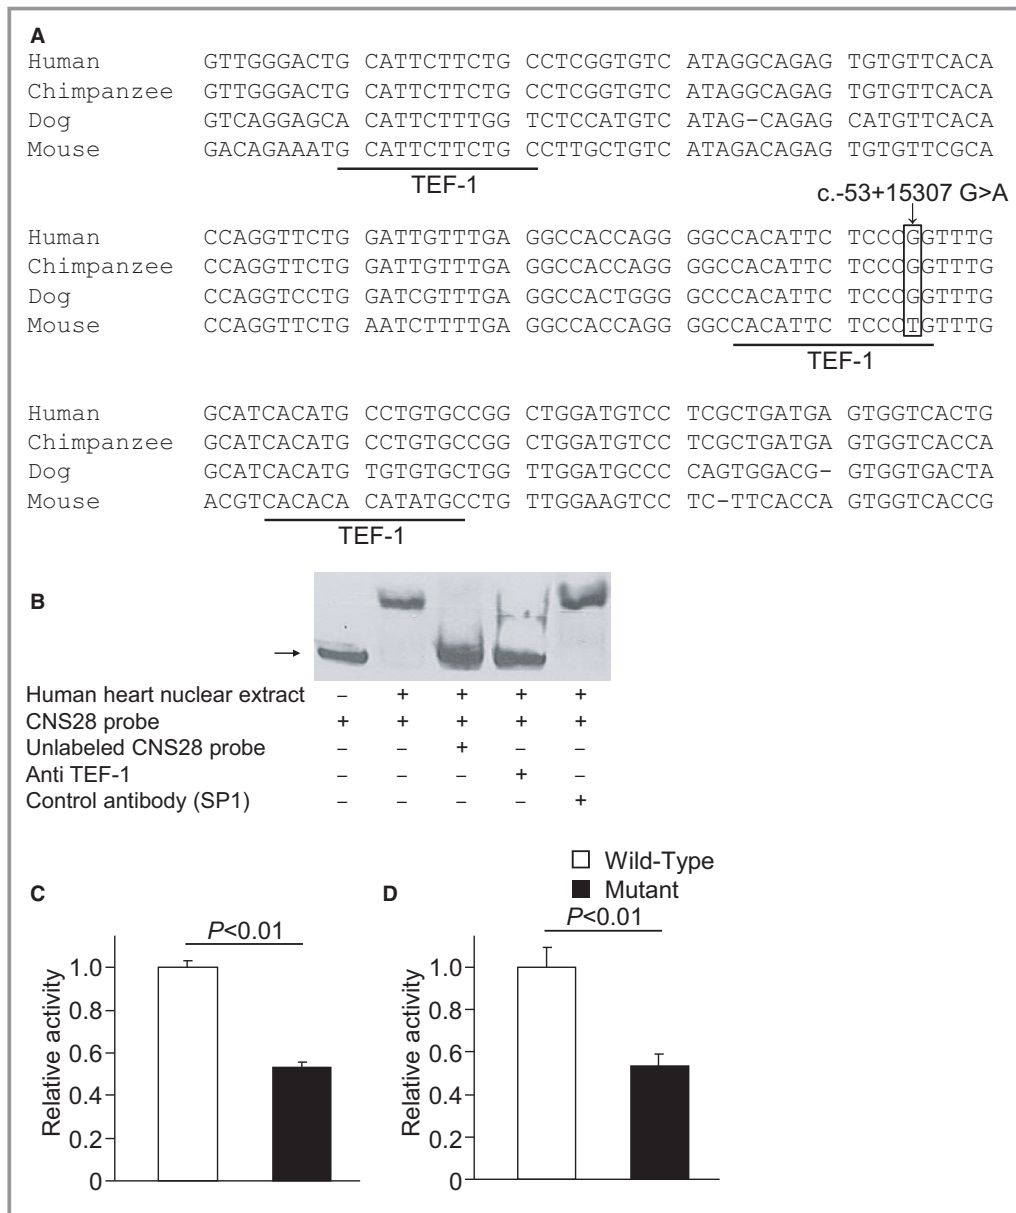 A
Human GTTGGGACTG CATTCTTCTG CCTCGGTGTC ATAGGCAGAG TGTGTTCACA
Chimpanzee GTTGGGACTG CATTCTTCTG CCTCGGTGTC ATAGGCAGAG TGTGTTCACA
Dog GTCAGGAGCA CATTCTTTGG TCTCCATGTC ATAG-CAGAG CATGTTCACA
Mouse GACAGAAATG CATTCTTCTG CCTTGCTGTC ATAGACAGAG TGTGTTCGCA
TEF-1
c.-53+15307 G>A
Human CCAGGTTCTG GATTGTTTGA GGCCACCAGG GGCCACATTC TCCCGGTTTG
Chimpanzee CCAGGTTCTG GATTGTTTGA GGCCACCAGG GGCCACATTC TCCCGGTTTG
Dog CCAGGTCCTG GATCGTTTGA GGCCACTGGG GCCCACATTC TCCCGGTTTG
Mouse CCAGGTTCTG AATCTTTTGA GGCCACCAGG GGCCACATTC TCCCTGTTTG
TEF-1
Human GCATCACATG CCTGTGCCGG CTGGATGTCC TCGCTGATGA GTGGTCACTG
Chimpanzee GCATCACATG CCTGTGCCGG CTGGATGTCC TCGCTGATGA GTGGTCACCA
Dog GCATCACATG TGTGTGCTGG TTGGATGCCC CAGTGGACG- GTGGTGACTA
Mouse ACGTCACACA CATATGCCTG TTGGAAGTCC TC-TTCACCA GTGGTCACCG
TEF-1
B
Human heart nuclear extract – + + + +
CNS28 probe + + + + +
Unlabeled CNS28 probe – – + – –
Anti TEF-1 – – – + –
Control antibody (SP1) – – – – +
Wild-Type
Mutant
C
P<0.01
Relative activity
1.0
0.8
0.6
0.4
0.2
0
D
P<0.01
Relative activity
1.0
0.8
0.6
0.4
0.2
0